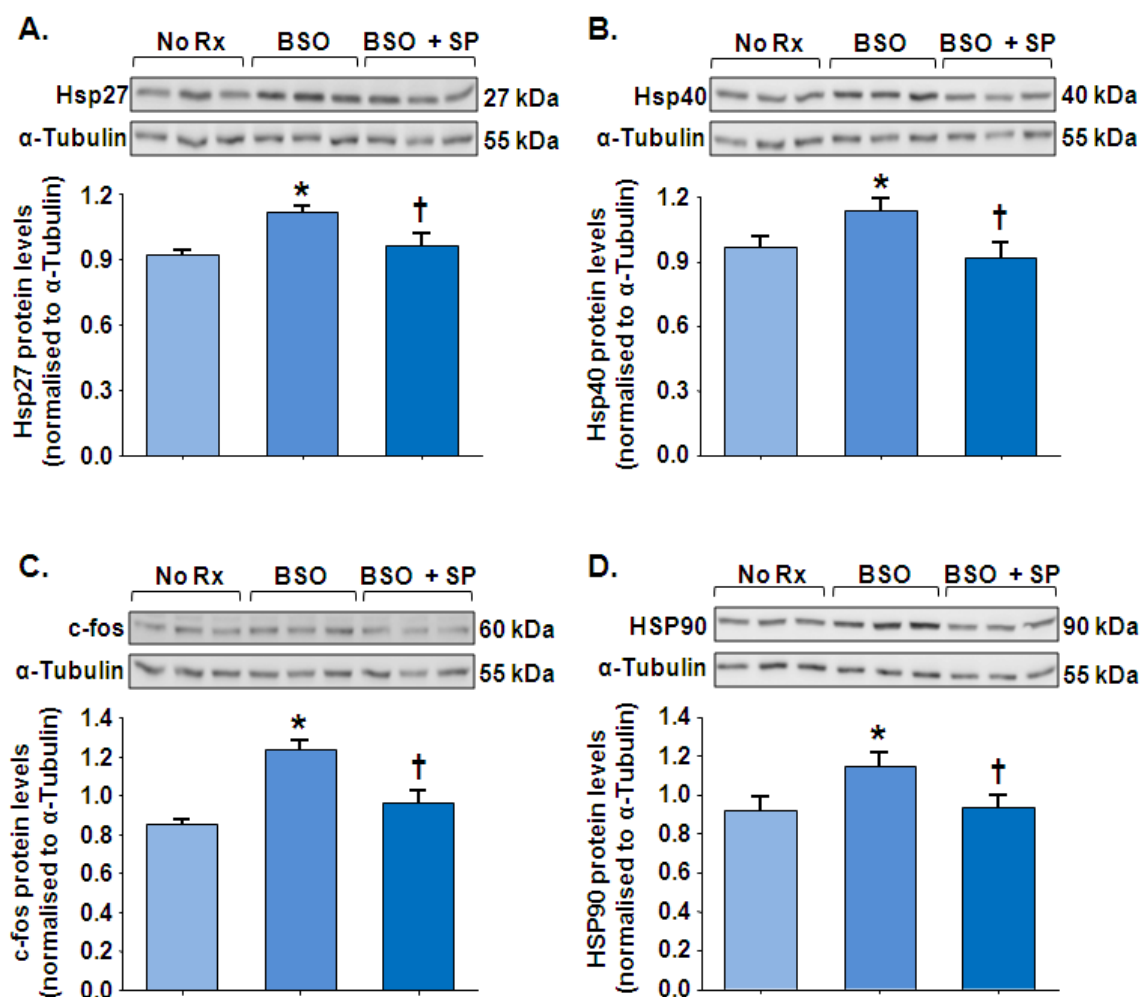 A.
No Rx BSO BSO + SP
Hsp27 27 kDa
α-Tubulin 55 kDa
Hsp27 protein levels
(normalised to α-Tubulin)
1.2
0.9
0.6
0.3
0.0
*
†
B.
No Rx BSO BSO + SP
Hsp40 40 kDa
α-Tubulin 55 kDa
Hsp40 protein levels
(normalised to α-Tubulin)
1.2
0.9
0.6
0.3
0.0
*
†
C.
No Rx BSO BSO + SP
c-fos 60 kDa
α-Tubulin 55 kDa
c-fos protein levels
(normalised to α-Tubulin)
1.4
1.2
1.0
0.8
0.6
0.4
0.2
0.0
*
†
D.
No Rx BSO BSO + SP
HSP90 90 kDa
α-Tubulin 55 kDa
HSP90 protein levels
(normalised to α-Tubulin)
1.4
1.2
1.0
0.8
0.6
0.4
0.2
0.0
*
†